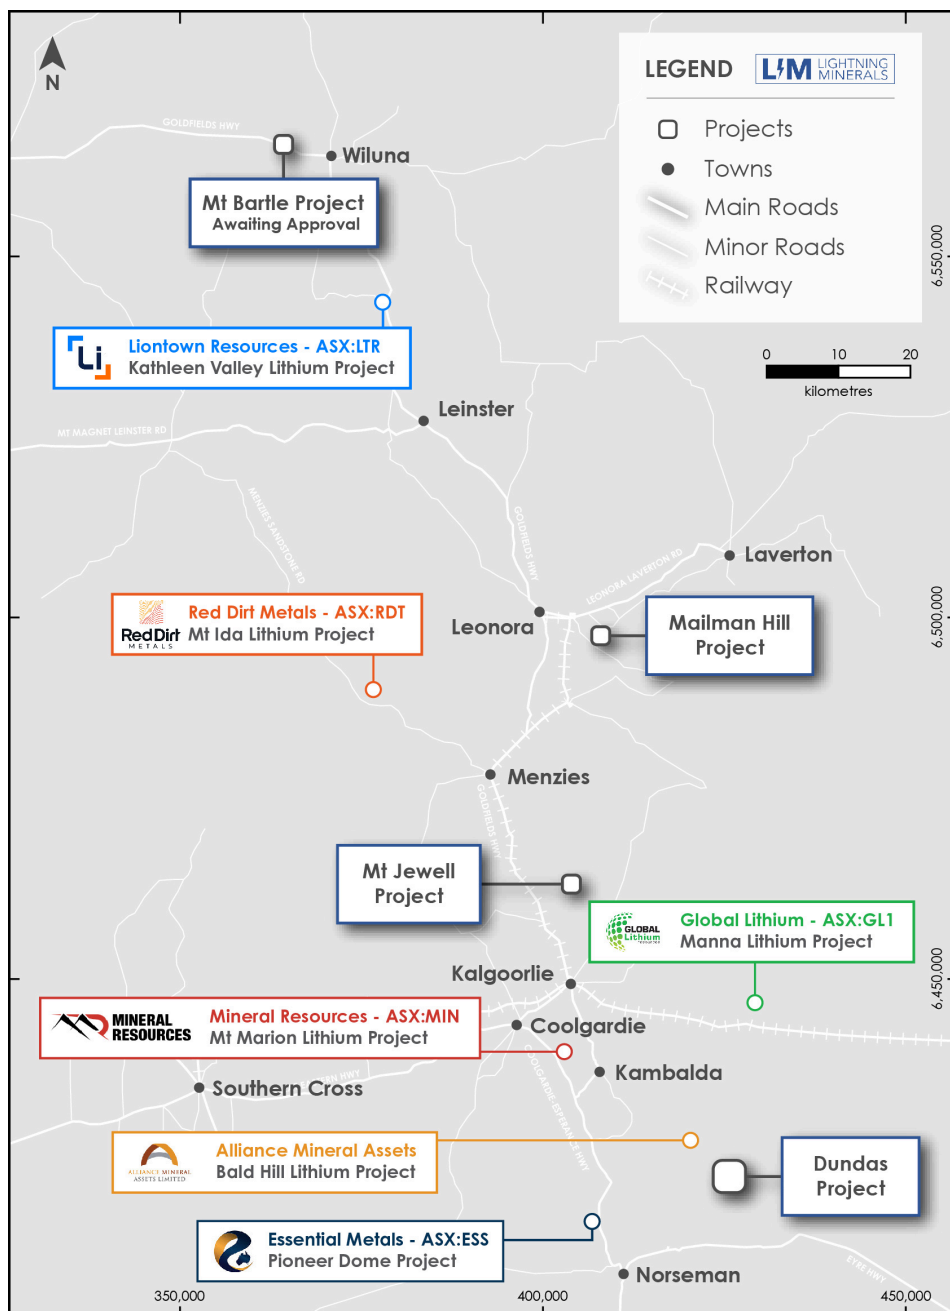 N
LEGEND
LM LIGHTNING
MINERALS
Projects
Towns
Main Roads
Minor Roads
Railway
0 10 20
kilometres
GOLDFIELDS HWY
Wiluna
Mt Bartle Project
Awaiting Approval
6,550,000
Li
Liontown Resources - ASX:LTR
Kathleen Valley Lithium Project
Leinster
MT MAGNET LEINSTER RD
MENZIES SANDSTONE RD
GOLDFIELDS HWY
LEONORA LAVERTON RD
Laverton
Red Dirt
METALS
Red Dirt Metals - ASX:RDT
Mt Ida Lithium Project
Leonora
Mailman Hill
Project
6,500,000
Menzies
GOLDFIELDS HWY
Mt Jewell
Project
GLOBAL
Lithium
Global Lithium - ASX:GL1
Manna Lithium Project
Kalgoorlie
6,450,000
MINERAL
RESOURCES
Mineral Resources - ASX:MIN
Mt Marion Lithium Project
Coolgardie
Kambalda
COOLGARDIE-ESPERANCE HWY
EASTERN HWY
Southern Cross
ALLIANCE MINERAL
ASSETS LIMITED
Alliance Mineral Assets
Bald Hill Lithium Project
Dundas
Project
Essential Metals - ASX:ESS
Pioneer Dome Project
Norseman
EYRE HWY
350,000
400,000
450,000